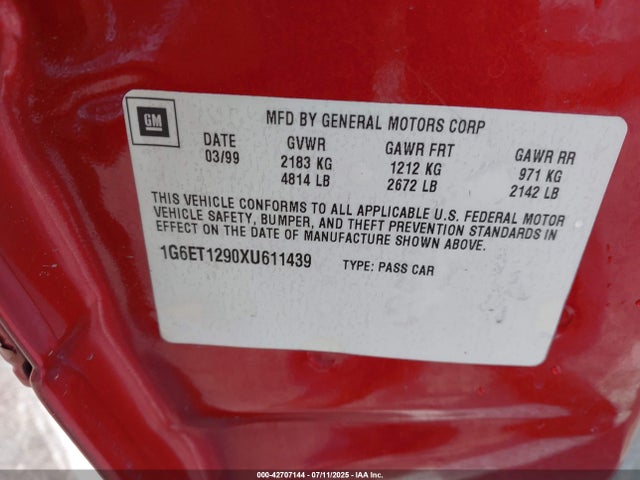 GM
MFD BY GENERAL MOTORS CORP
DATE GVWR GAWR FRT GAWR RR
03/99 2183 KG 1212 KG 971 KG
4814 LB 2672 LB 2142 LB
THIS VEHICLE CONFORMS TO ALL APPLICABLE U.S. FEDERAL MOTOR
VEHICLE SAFETY, BUMPER, AND THEFT PREVENTION STANDARDS IN
EFFECT ON THE DATE OF MANUFACTURE SHOWN ABOVE.
1G6ET1290XU611439 TYPE: PASS CAR
000-42707144 - 07/11/2025 - IAA Inc.